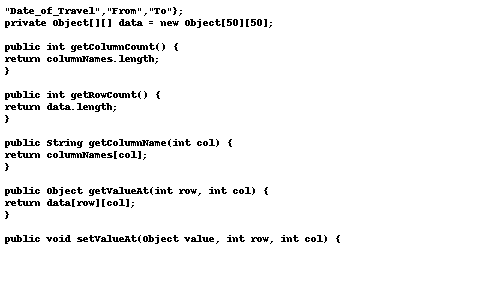 "Date_of_Travel","From","To"};
private Object[][] data = new Object[50][50];
public int getColumnCount() {
return columnNames.length;
}
public int getRowCount() {
return data.length;
}
public String getColumnName(int col) {
return columnNames[col];
}
public Object getValueAt(int row, int col) {
return data[row][col];
}
public void setValueAt(Object value, int row, int col) {